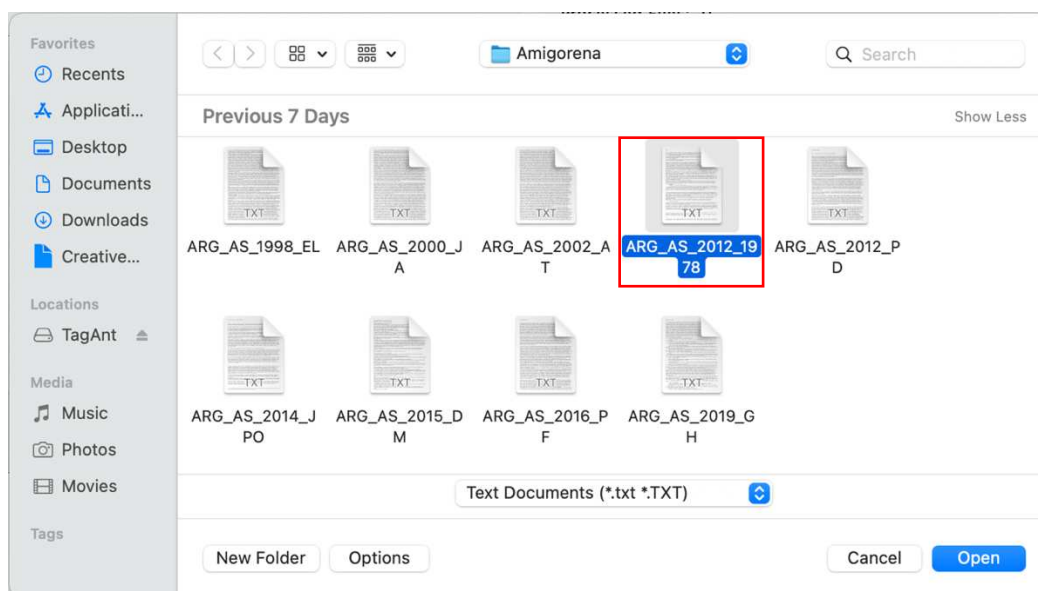 Favorites
Recents
Applicati...
Desktop
Documents
Downloads
Creative...
Locations
TagAnt
Media
Music
Photos
Movies
Tags
Amigorena
Search
Previous 7 Days
Show Less
TXT
TXT
TXT
TXT
TXT
ARG_AS_1998_EL
ARG_AS_2000_J
A
ARG_AS_2002_A
T
ARG_AS_2012_19
78
ARG_AS_2012_P
D
TXT
TXT
TXT
TXT
ARG_AS_2014_J
PO
ARG_AS_2015_D
M
ARG_AS_2016_P
F
ARG_AS_2019_G
H
Text Documents (*.txt *.TXT)
New Folder
Options
Cancel
Open